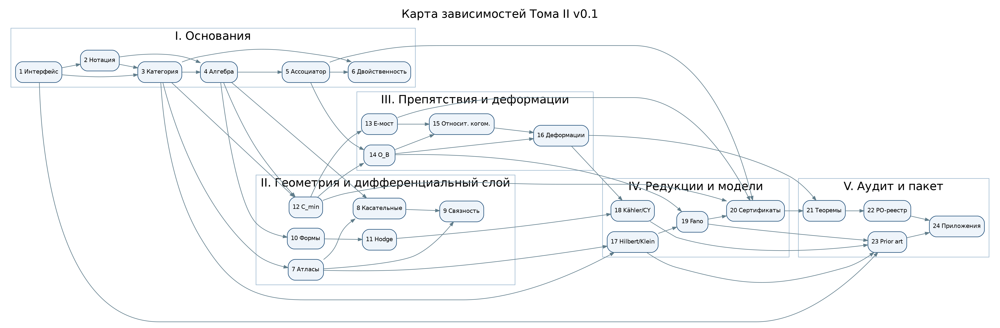 Карта зависимостей Тома II v0.1
I. Основания
1 Интерфейс
2 Нотация
3 Категория
4 Алгебра
5 Ассоциатор
6 Двойственность
III. Препятствия и деформации
13 E-мост
15 Относит. когом.
16 Деформации
14 O_B
II. Геометрия и дифференциальный слой
12 C_min
8 Касательные
9 Связность
10 Формы
11 Hodge
7 Атласы
IV. Редукции и модели
18 Kähler/CY
19 Fano
20 Сертификаты
17 Hilbert/Klein
V. Аудит и пакет
21 Теоремы
22 PO-реестр
24 Приложения
23 Prior art